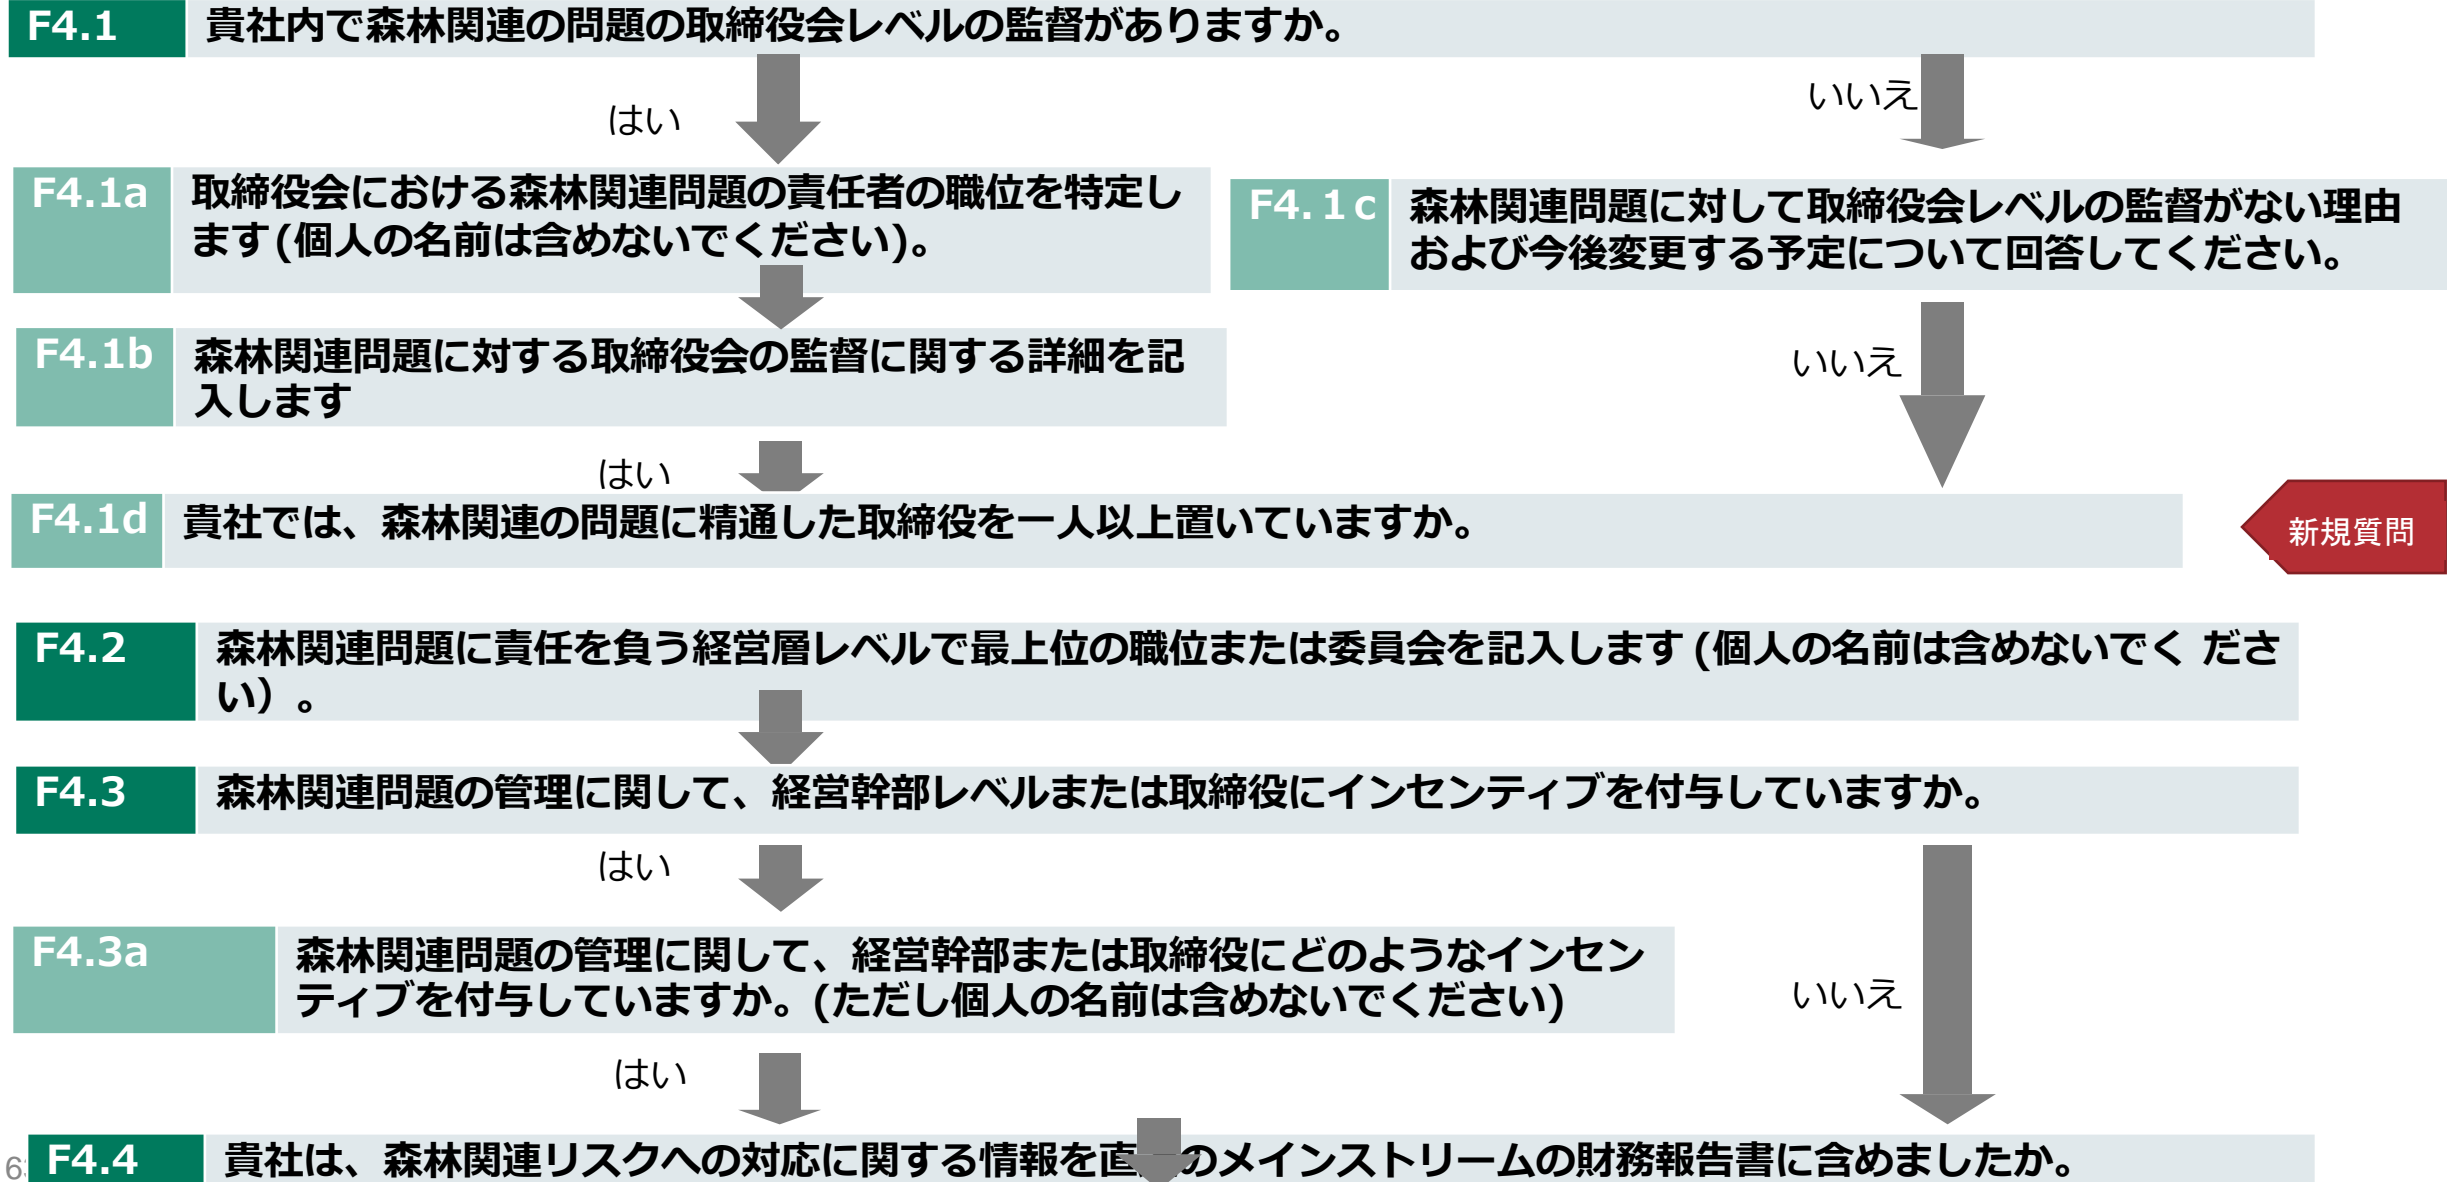 F4.1 貴社内で森林関連の問題の取締役会レベルの監督がありますか。
はい
いいえ
F4.1a 取締役会における森林関連問題の責任者の職位を特定し
ます(個人の名前は含めないでください)。
F4.１c 森林関連問題に対して取締役会レベルの監督がない理由
および今後変更する予定について回答してください。
F4.1b 森林関連問題に対する取締役会の監督に関する詳細を記
入します
いいえ
はい
F4.1d 貴社では、森林関連の問題に精通した取締役を一人以上置いていますか。
新規質問
F4.2 森林関連問題に責任を負う経営層レベルで最上位の職位または委員会を記入します(個人の名前は含めないでく ださ
い）。
F4.3 森林関連問題の管理に関して、経営幹部レベルまたは取締役にインセンティブを付与していますか。
はい
F4.3a 森林関連問題の管理に関して、経営幹部または取締役にどのようなインセン
ティブを付与していますか。(ただし個人の名前は含めないでください)
いいえ
はい
F4.4 貴社は、森林関連リスクへの対応に関する情報を直 のメインストリームの財務報告書に含めましたか。